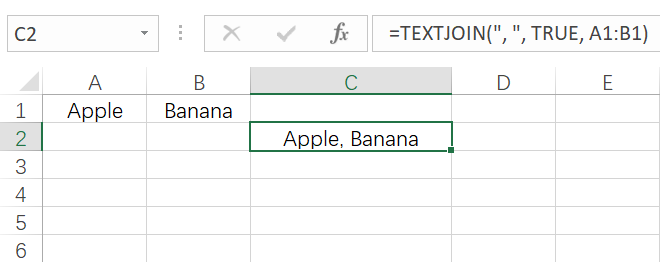 C2 fx =TEXTJOIN(", ", TRUE, A1:B1)
A B C D E
1 Apple Banana
2 Apple, Banana
3
4
5
6